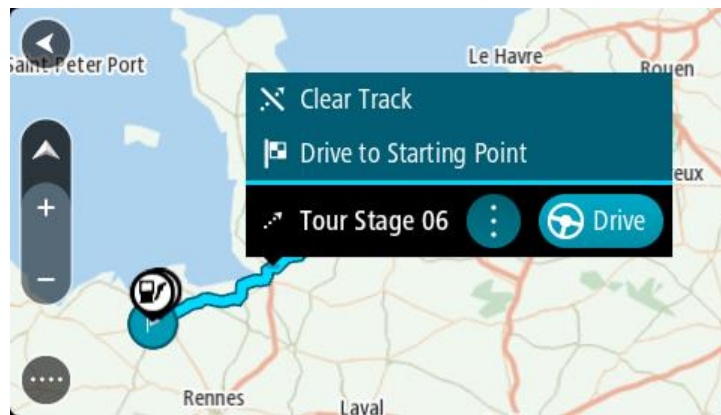 Saint Peter Port
Le Havre
Rouen
Clear Track
Drive to Starting Point
eux
Tour Stage 06
Drive
+
−
Rennes
Laval